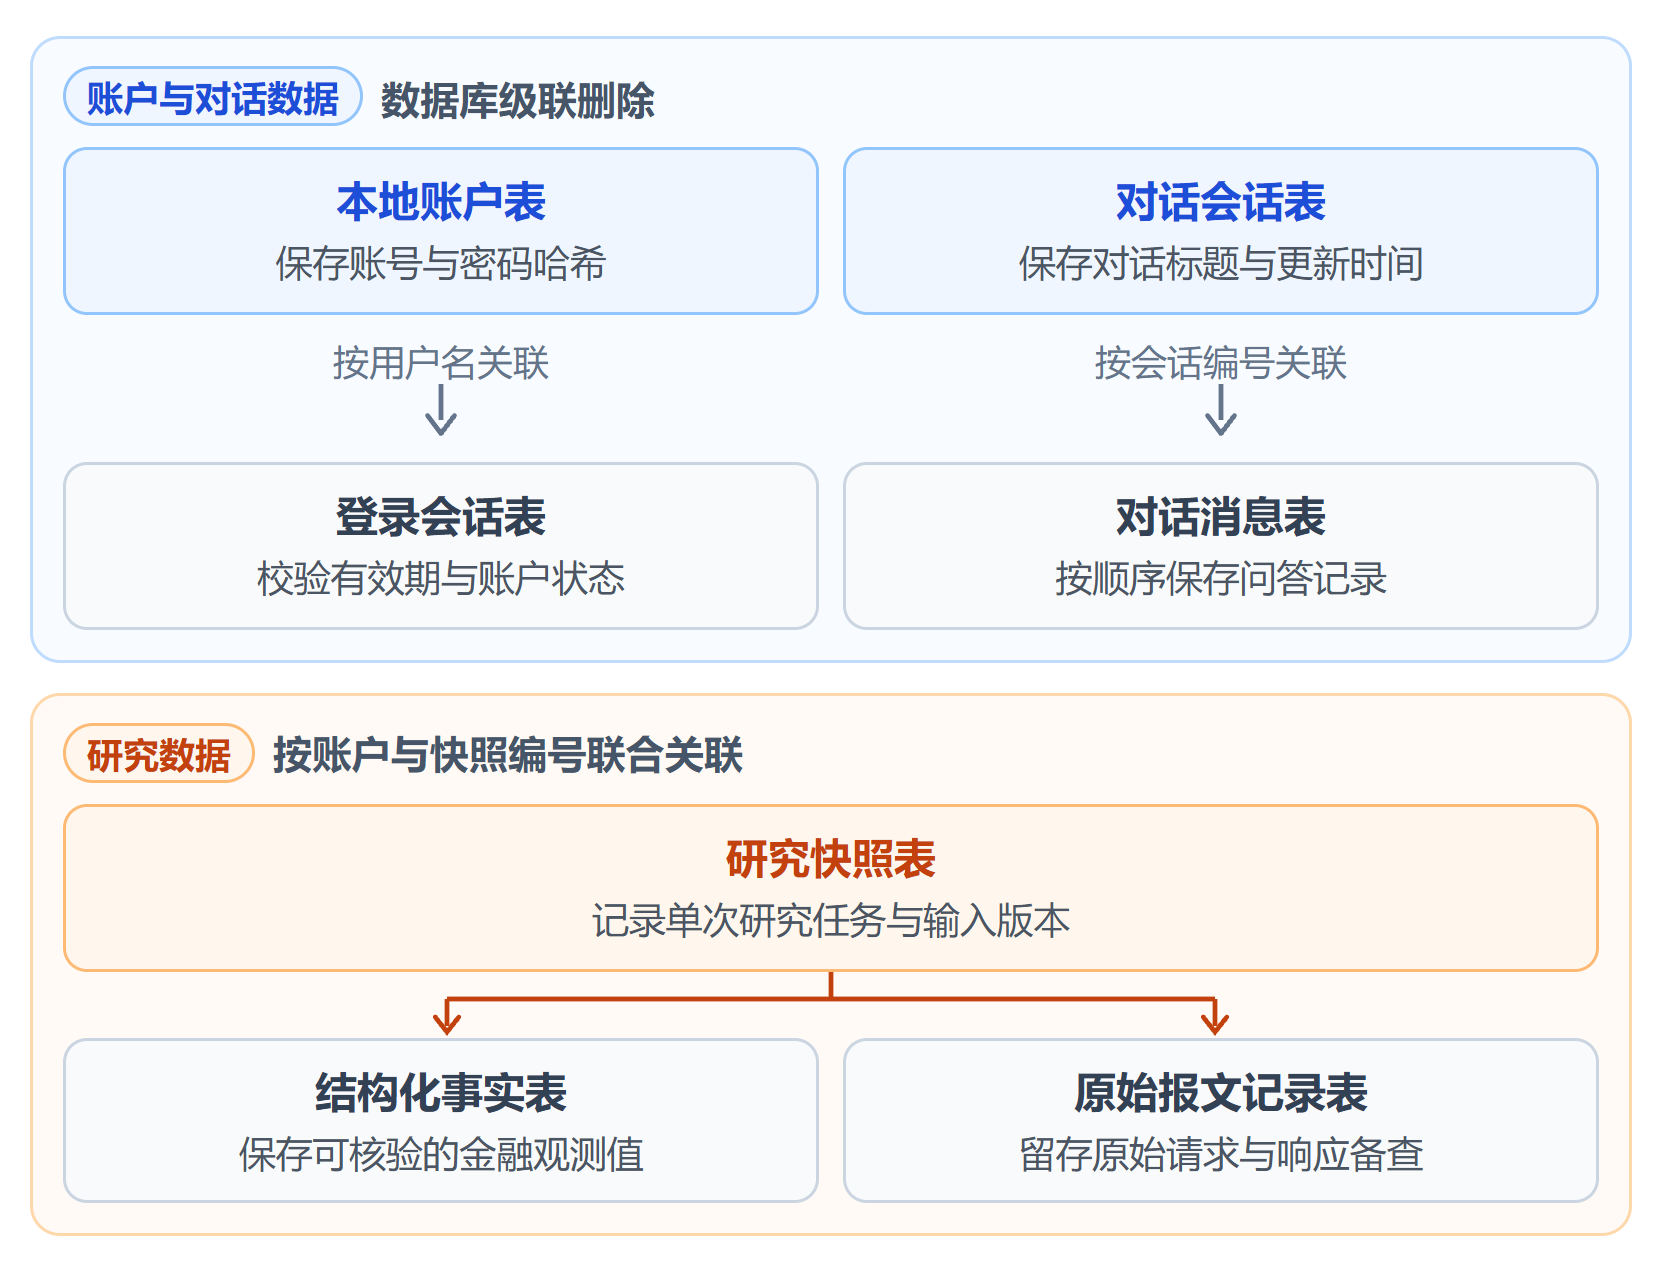 账户与对话数据 数据库级联删除
本地账户表
保存账号与密码哈希
对话会话表
保存对话标题与更新时间
按用户名关联
按会话编号关联
登录会话表
校验有效期与账户状态
对话消息表
按顺序保存问答记录
研究数据 按账户与快照编号联合关联
研究快照表
记录单次研究任务与输入版本
结构化事实表
保存可核验的金融观测值
原始报文记录表
留存原始请求与响应备查